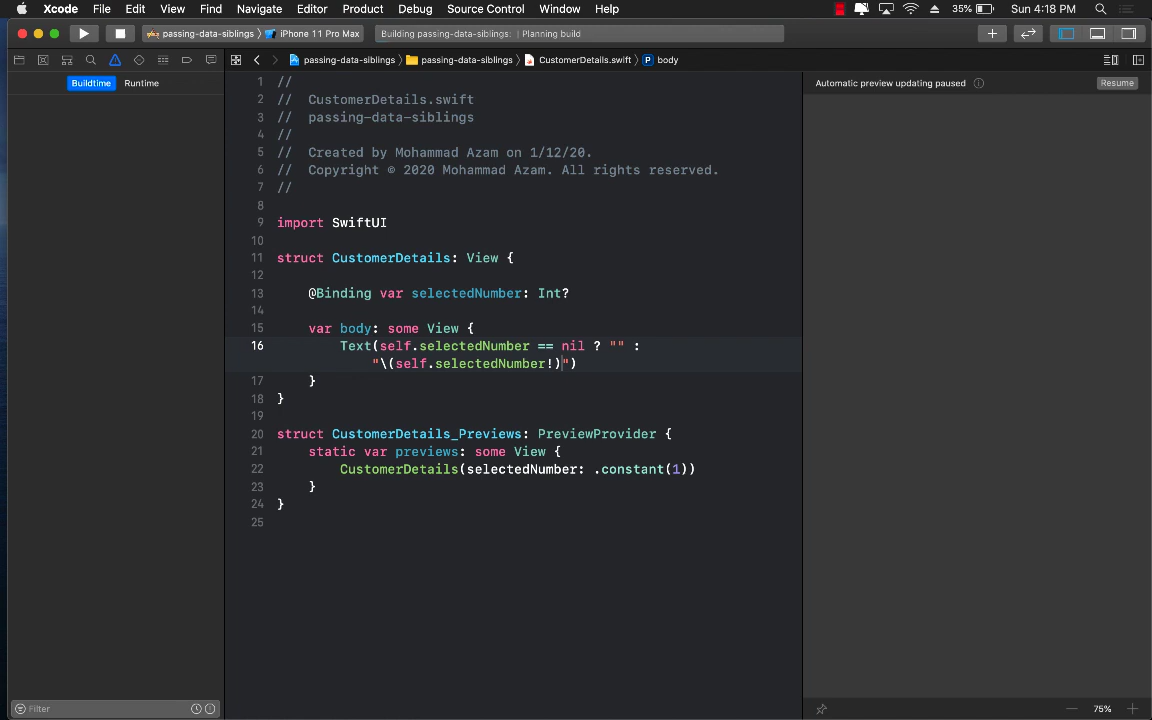 Xcode File Edit View Find Navigate Editor Product Debug Source Control Window Help 35% Sun 4:18 PM
passing-data-siblings 〉 iPhone 11 Pro Max Building passing-data-siblings: | Planning build
passing-data-siblings 〉 passing-data-siblings 〉 CustomerDetails.swift 〉 P body
Buildtime Runtime
Automatic preview updating paused Resume
1 //
2 //  CustomerDetails.swift
3 //  passing-data-siblings
4 //
5 //  Created by Mohammad Azam on 1/12/20.
6 //  Copyright © 2020 Mohammad Azam. All rights reserved.
7 //
8
9 import SwiftUI
10
11 struct CustomerDetails: View {
12
13     @Binding var selectedNumber: Int?
14
15     var body: some View {
16         Text(self.selectedNumber == nil ? "" :
            "\(self.selectedNumber!)")
17     }
18 }
19
20 struct CustomerDetails_Previews: PreviewProvider {
21     static var previews: some View {
22         CustomerDetails(selectedNumber: .constant(1))
23     }
24 }
25
Filter
75%